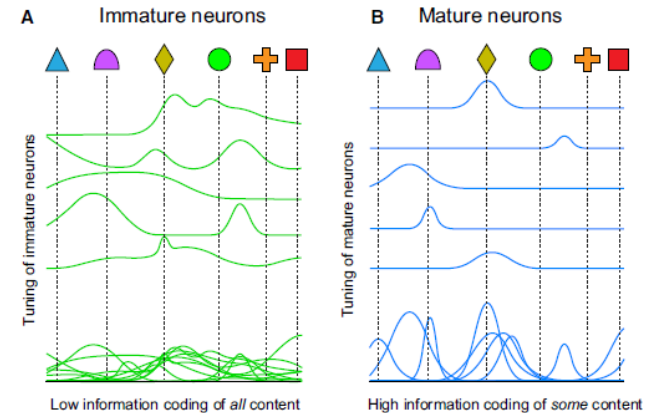 A
Immature neurons
Tuning of immature neurons
Low information coding of all content
B
Mature neurons
Tuning of mature neurons
High information coding of some content